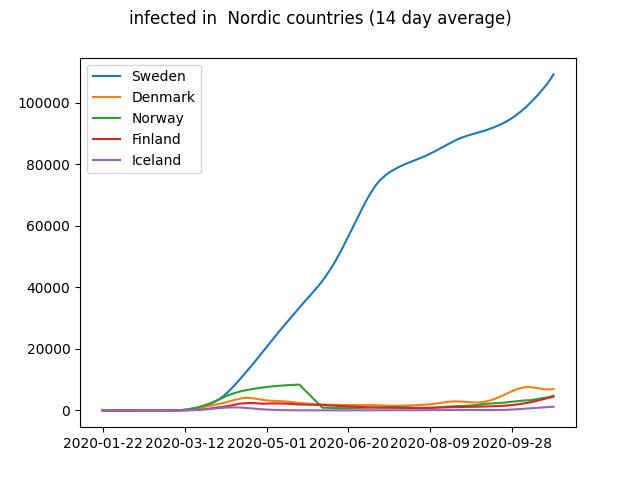 infected in  Nordic countries (14 day average)
Sweden
Denmark
Norway
Finland
Iceland
100000
80000
60000
40000
20000
0
2020-01-22 2020-03-12 2020-05-01 2020-06-20 2020-08-09 2020-09-28